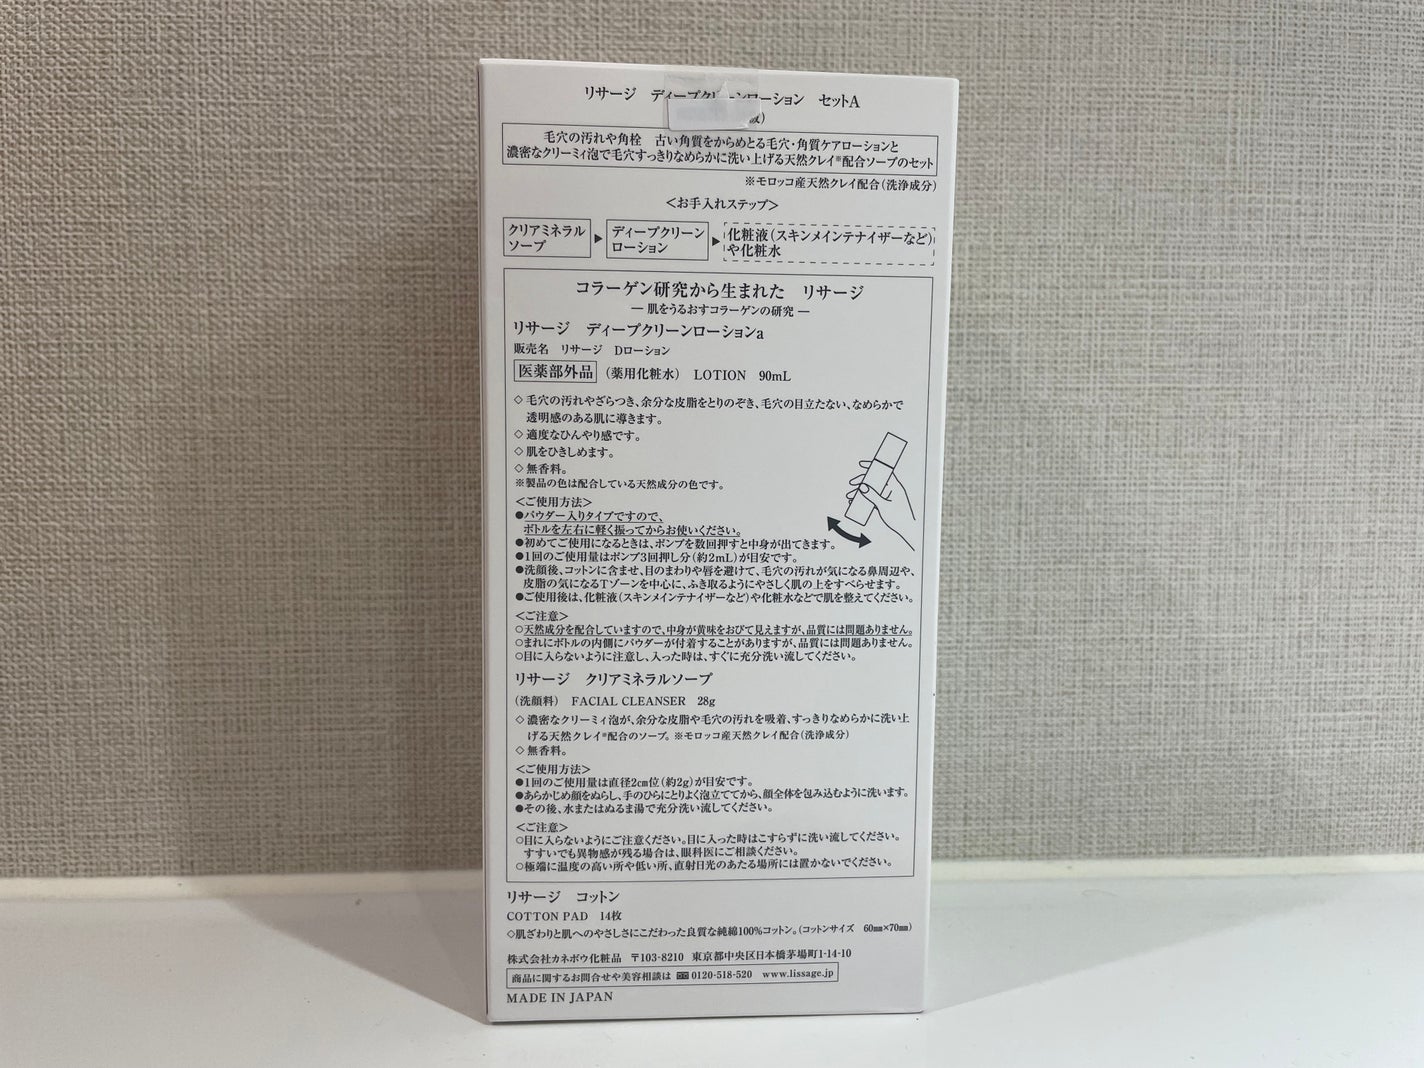 リサージ ディープクリーンローション セットA
毛穴の汚れや角栓 古い角質をからめとる毛穴・角質ケアローションと
濃密なクリーミィ泡で毛穴すっきりなめらかに洗い上げる天然クレイ※配合ソープのセット
※モロッコ産天然クレイ配合(洗浄成分)
<お手入れステップ>
クリアミネラル
ソープ
▶
ディープクリーン
ローション
▶
化粧液(スキンメインテナイザーなど)
や化粧水
コラーゲン研究から生まれた リサージ
― 肌をうるおすコラーゲンの研究 ―
リサージ ディープクリーンローションa
販売名 リサージ Dローション
医薬部外品 (薬用化粧水) LOTION 90mL
◇毛穴の汚れやざらつき、余分な皮脂をとりのぞき、毛穴の目立たない、なめらかで
透明感のある肌に導きます。
◇適度なひんやり感です。
◇肌をひきしめます。
◇無香料。
※製品の色は配合している天然成分の色です。
<ご使用方法>
●パウダー入りタイプですので、
ボトルを左右に軽く振ってからお使いください。
●初めてご使用になるときは、ポンプを数回押すと中身が出てきます。
●1回のご使用量はポンプ3回押し分(約2mL)が目安です。
●洗顔後、コットンに含ませ、目のまわりや唇を避けて、毛穴の汚れが気になる鼻周辺や、
皮脂の気になるTゾーンを中心に、ふき取るようにやさしく肌の上をすべらせます。
●ご使用後は、化粧液(スキンメインテナイザーなど)や化粧水などで肌を整えてください。
<ご注意>
○天然成分を配合していますので、中身が黄味をおびて見えますが、品質には問題ありません。
○まれにボトルの内側にパウダーが付着することがありますが、品質には問題ありません。
○目に入らないように注意し、入った時は、すぐに充分洗い流してください。
リサージ クリアミネラルソープ
(洗顔料) FACIAL CLEANSER 28g
◇濃密なクリーミィ泡が、余分な皮脂や毛穴の汚れを吸着、すっきりなめらかに洗い上
げる天然クレイ※配合のソープ。※モロッコ産天然クレイ配合(洗浄成分)
◇無香料。
<ご使用方法>
●1回のご使用量は直径2cm位(約2g)が目安です。
●あらかじめ顔をぬらし、手のひらにとりよく泡立ててから、顔全体を包み込むように洗います。
●その後、水またはぬるま湯で充分洗い流してください。
<ご注意>
○目に入らないようにご注意ください。目に入った時はこすらずに洗い流してください。
すすいでも異物感が残る場合は、眼科医にご相談ください。
○極端に温度の高い所や低い所、直射日光のあたる場所には置かないでください。
リサージ コットン
COTTON PAD 14枚
◇肌ざわりと肌へのやさしさにこだわった良質な純綿100%コットン。(コットンサイズ 60mm×70mm)
株式会社カネボウ化粧品 〒103-8210 東京都中央区日本橋茅場町1-14-10
商品に関するお問合せや美容相談は 0120-518-520 www.lissage.jp
MADE IN JAPAN